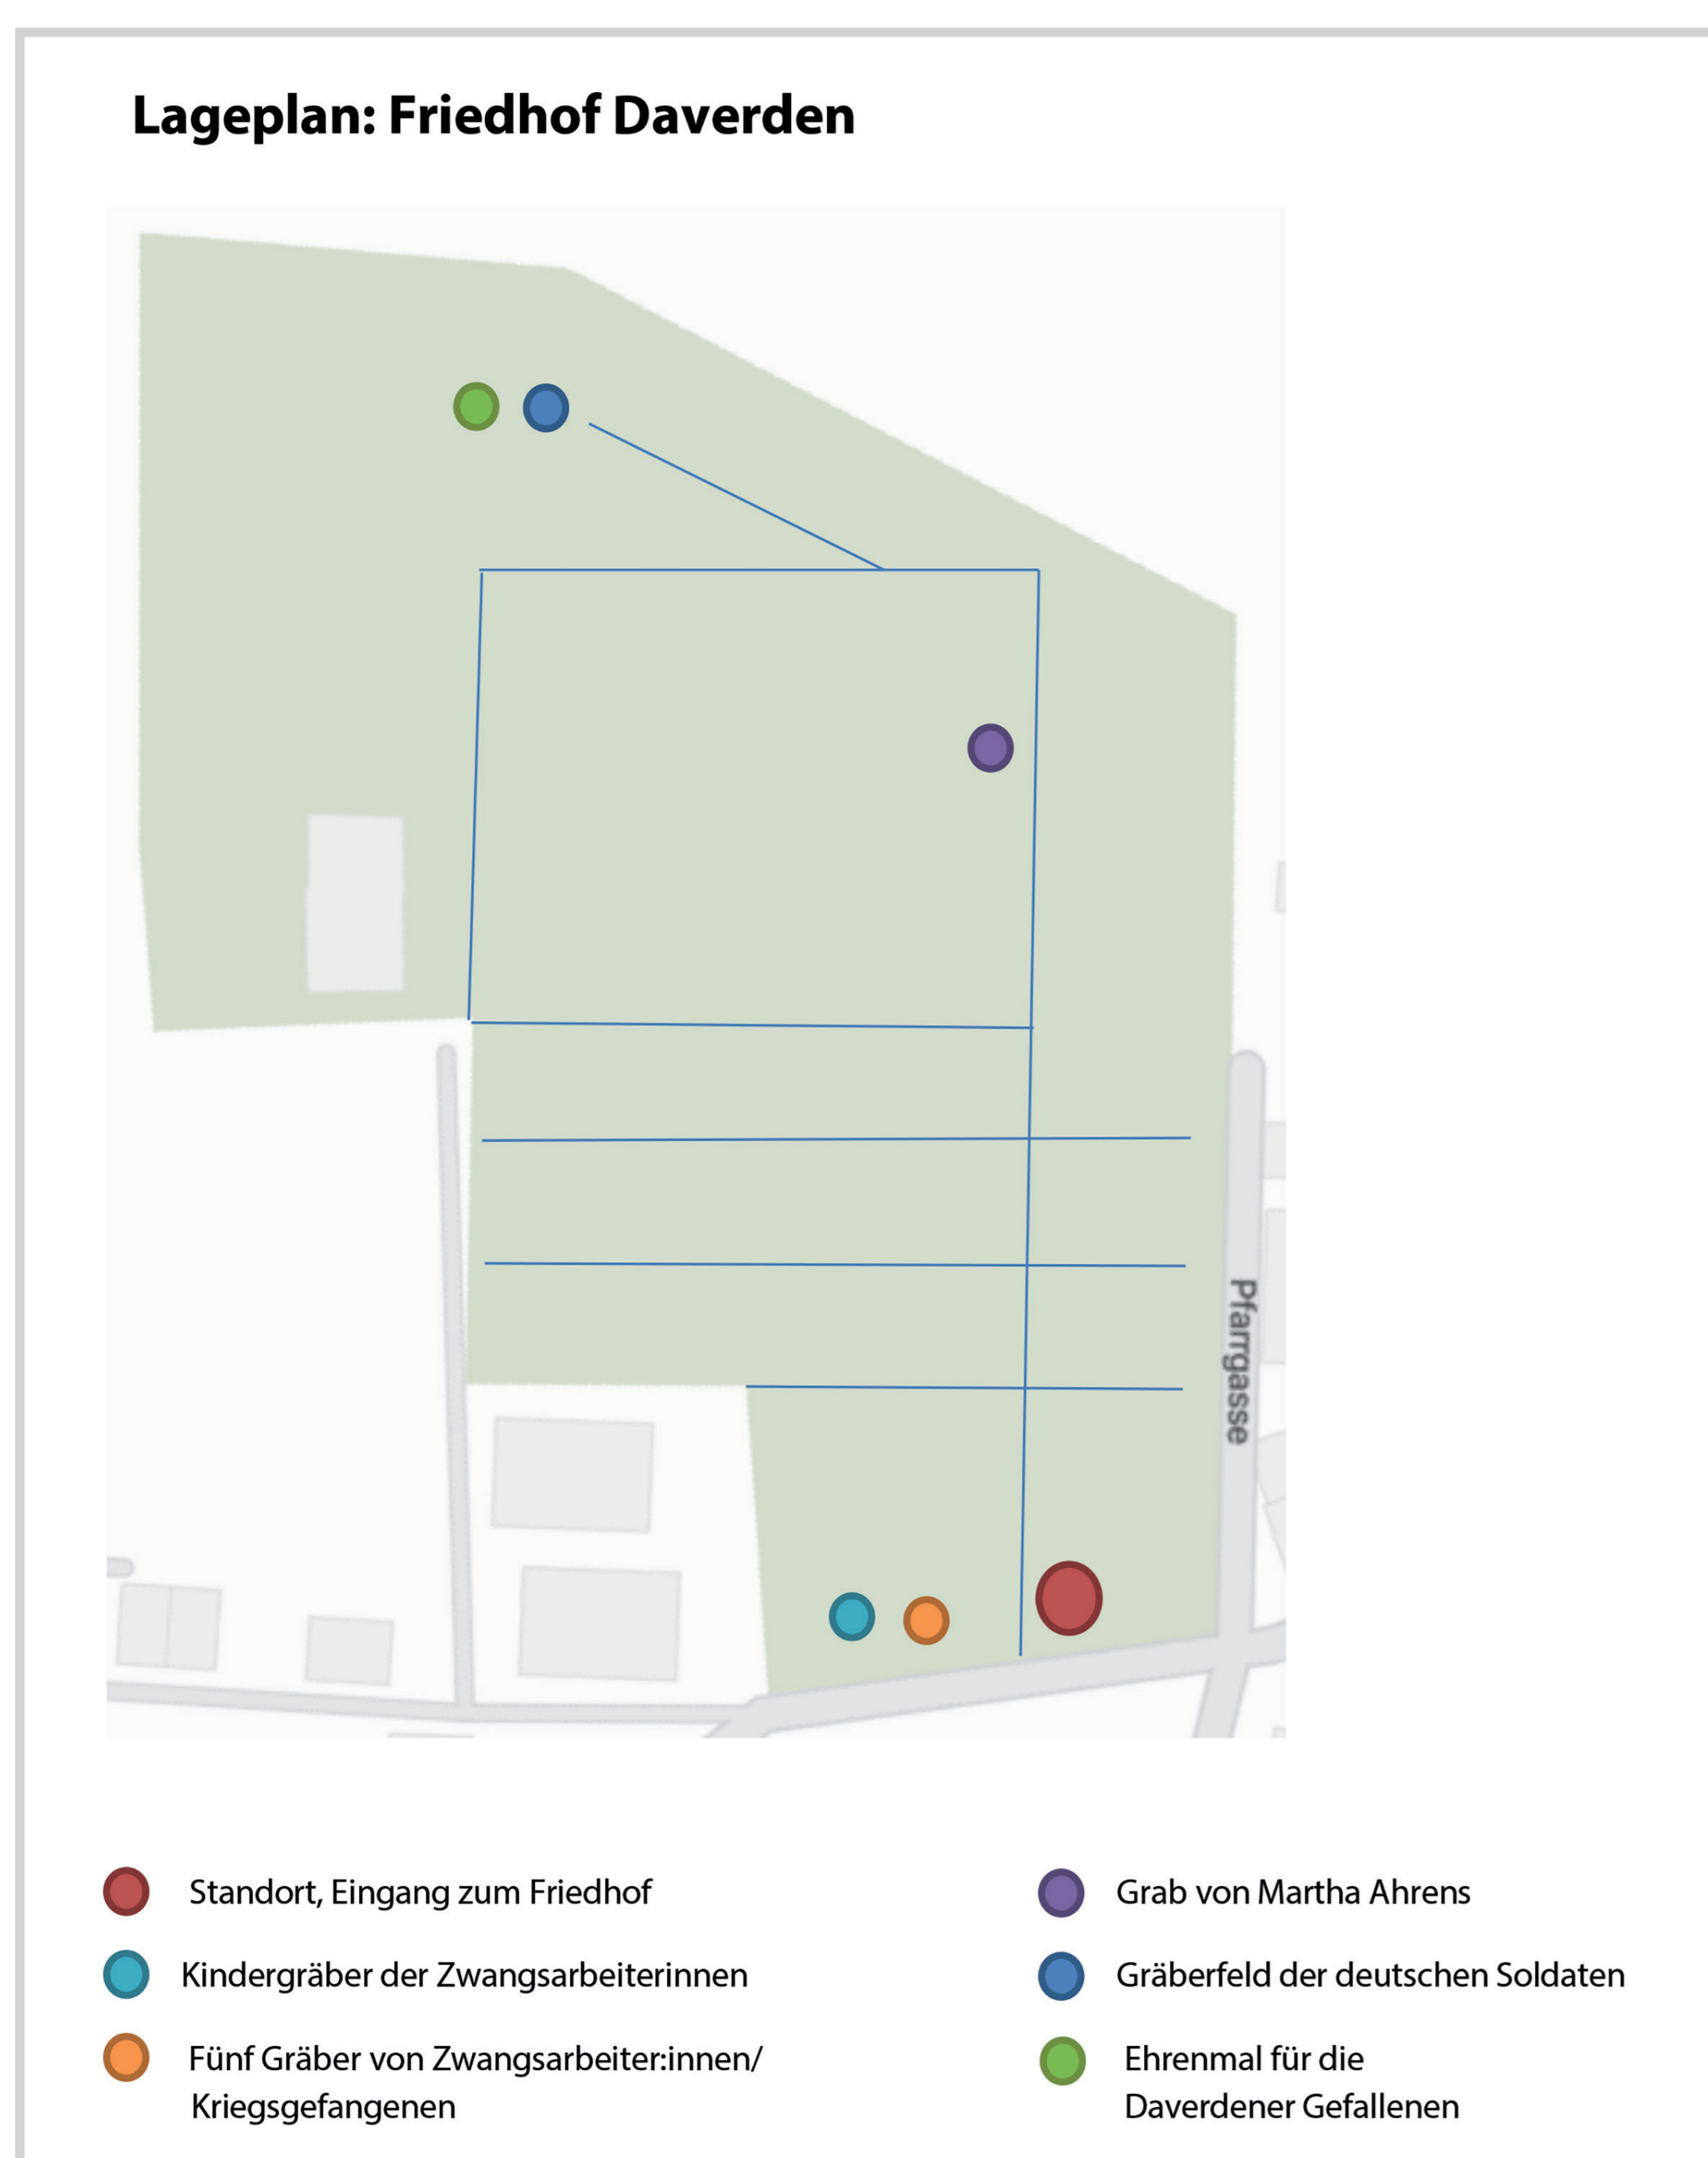 Lageplan: Friedhof Daverden
Pfarrgasse
Standort, Eingang zum Friedhof
Kindergräber der Zwangsarbeiterinnen
Fünf Gräber von Zwangsarbeiter:innen/
Kriegsgefangenen
Grab von Martha Ahrens
Gräberfeld der deutschen Soldaten
Ehrenmal für die
Daverdener Gefallenen